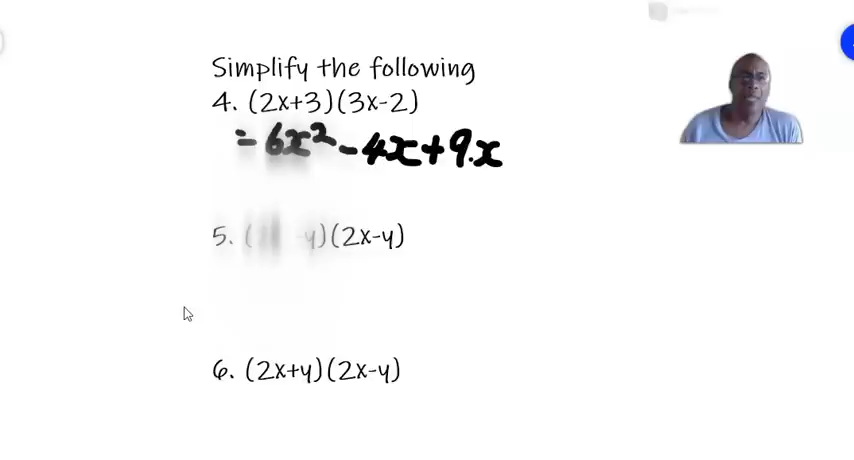 Simplify the following
4. (2x+3)(3x-2)
= 6x² - 4x + 9x
5. ( -y)(2x-y)
6. (2x+y)(2x-y)